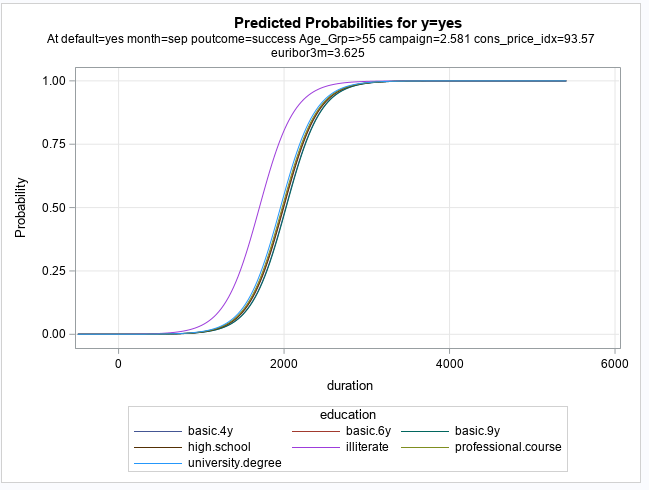 Predicted Probabilities for y=yes
At default=yes month=sep poutcome=success Age_Grp=>55 campaign=2.581 cons_price_idx=93.57
euribor3m=3.625
1.00
0.75
0.50
0.25
0.00
Probability
0 2000 4000 6000
duration
education
basic.4y basic.6y basic.9y
high.school illiterate professional.course
university.degree